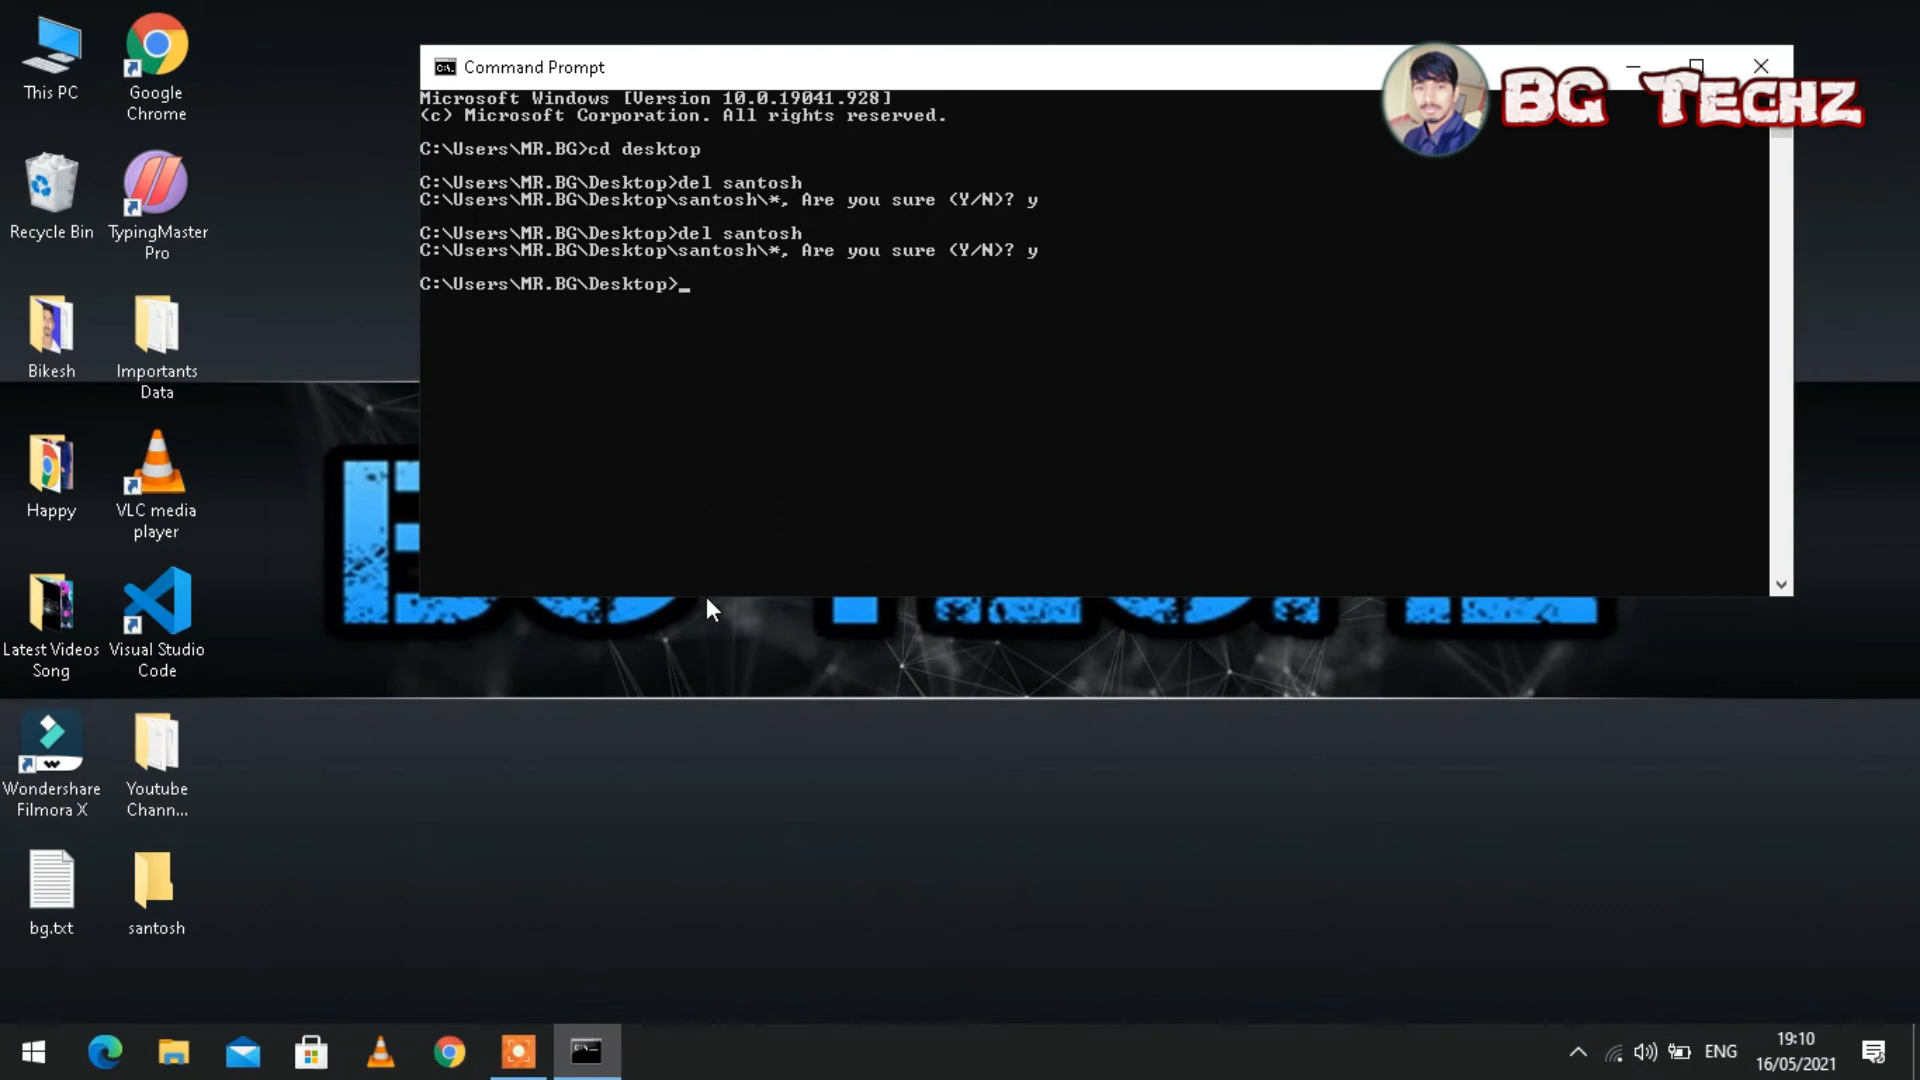 This PC
Google
Chrome
Recycle Bin
TypingMaster
Pro
Bikesh
Importants
Data
Happy
VLC media
player
Latest Videos
Song
Visual Studio
Code
Wondershare
Filmora X
Youtube
Chann...
bg.txt
santosh
Command Prompt
BG Techz
Microsoft Windows [Version 10.0.19041.928]
(c) Microsoft Corporation. All rights reserved.
C:\Users\MR.BG>cd desktop
C:\Users\MR.BG\Desktop>del santosh
C:\Users\MR.BG\Desktop\santosh\*, Are you sure (Y/N)? y
C:\Users\MR.BG\Desktop>del santosh
C:\Users\MR.BG\Desktop\santosh\*, Are you sure (Y/N)? y
C:\Users\MR.BG\Desktop>_
ENG
19:10
16/05/2021